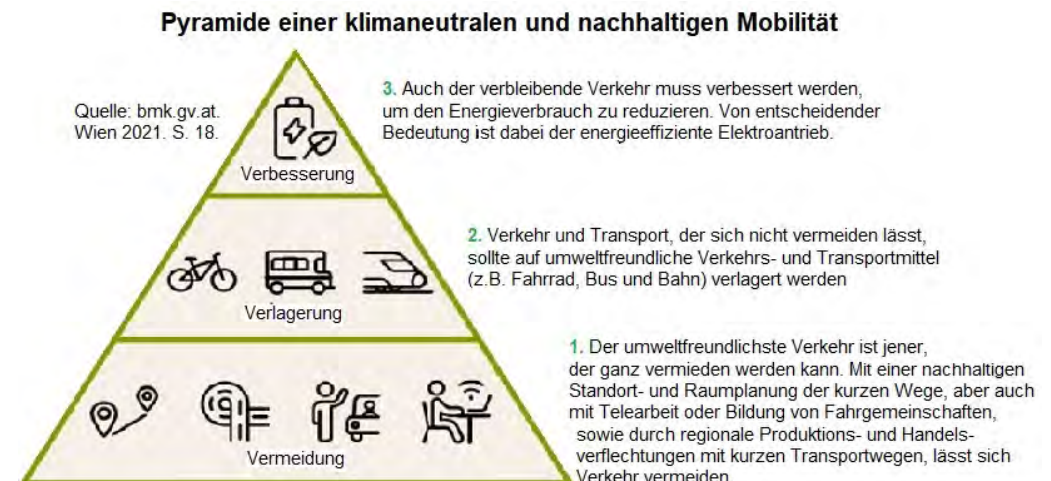 Pyramide einer klimaneutralen und nachhaltigen Mobilität
Quelle: bmk.gv.at.
Wien 2021. S. 18.
3. Auch der verbleibende Verkehr muss verbessert werden,
um den Energieverbrauch zu reduzieren. Von entscheidender
Bedeutung ist dabei der energieeffiziente Elektroantrieb.
Verbesserung
2. Verkehr und Transport, der sich nicht vermeiden lässt,
sollte auf umweltfreundliche Verkehrs- und Transportmittel
(z.B. Fahrrad, Bus und Bahn) verlagert werden
Verlagerung
1. Der umweltfreundlichste Verkehr ist jener,
der ganz vermieden werden kann. Mit einer nachhaltigen
Standort- und Raumplanung der kurzen Wege, aber auch
mit Telearbeit oder Bildung von Fahrgemeinschaften,
sowie durch regionale Produktions- und Handels-
verflechtungen mit kurzen Transportwegen, lässt sich
Verkehr vermeiden
Vermeidung